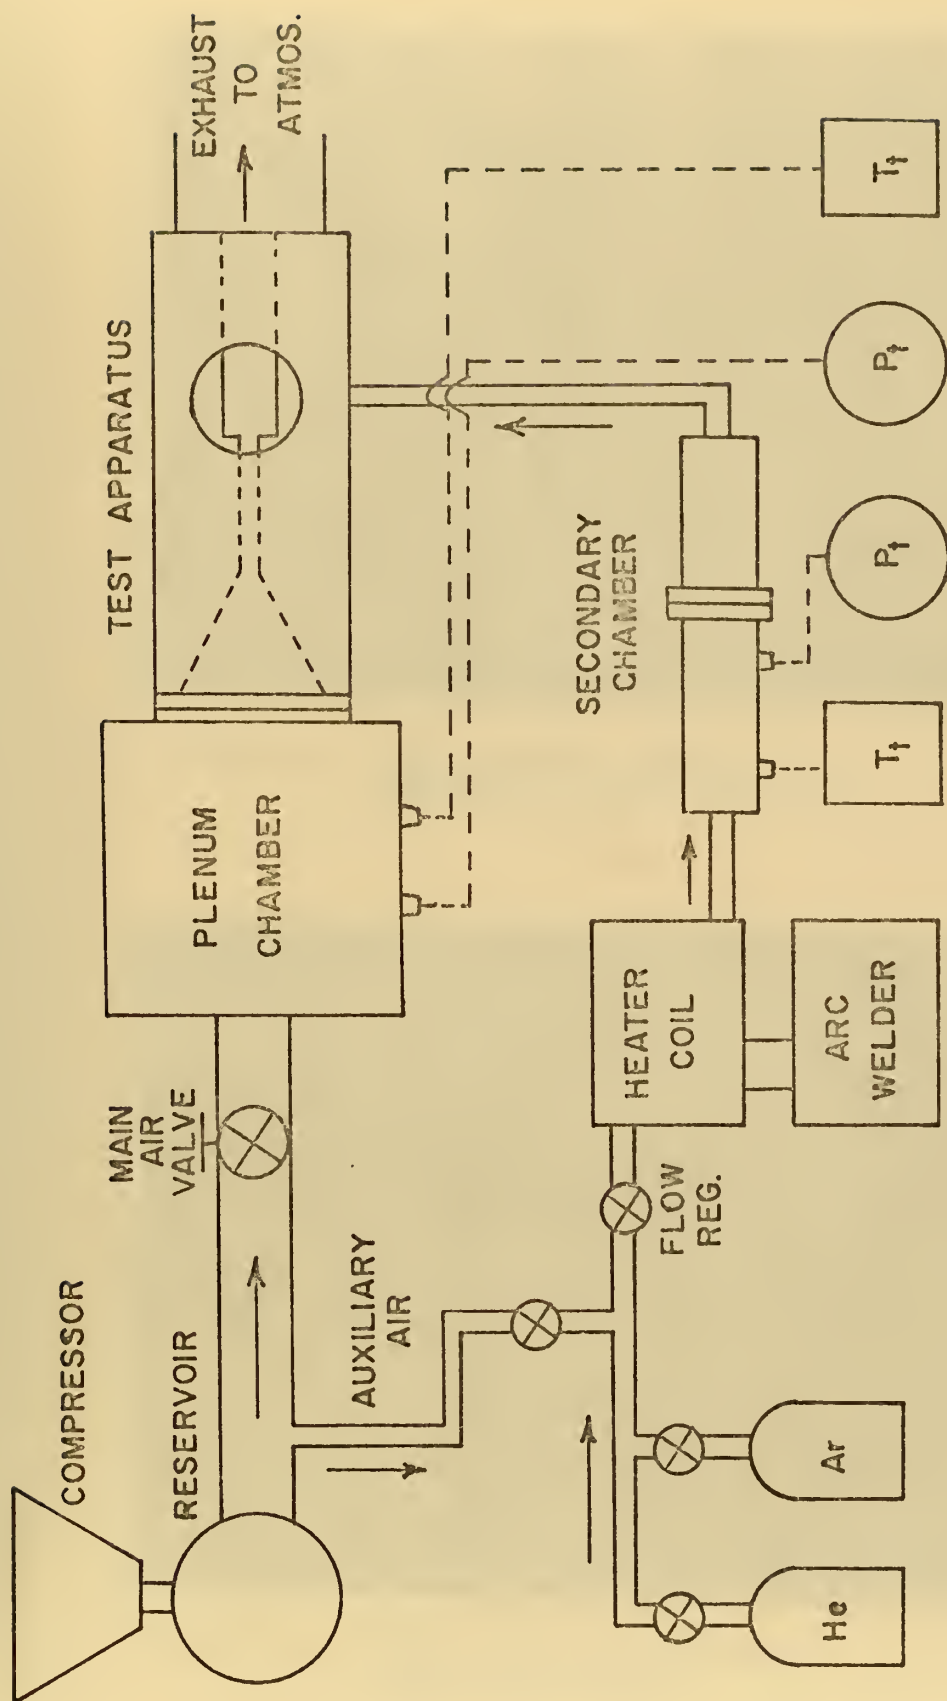 COMPRESSOR
RESERVOIR
MAIN
AIR
VALVE
AUXILIARY
AIR
PLENUM
CHAMBER
TEST APPARATUS
EXHAUST
TO
ATMOS.
He
Ar
FLOW
REG.
HEATER
COIL
ARC
WELDER
SECONDARY
CHAMBER
Tt
Pt
Pt
Tt